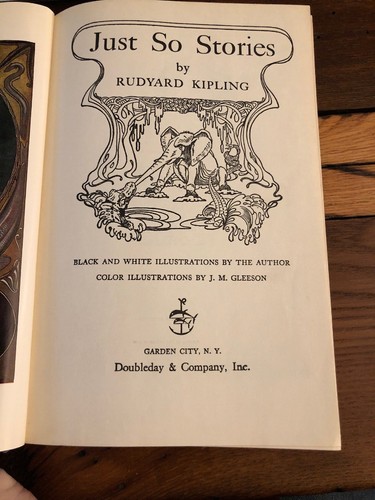 Just So Stories
by
RUDYARD KIPLING
BLACK AND WHITE ILLUSTRATIONS BY THE AUTHOR
COLOR ILLUSTRATIONS BY J. M. GLEESON
GARDEN CITY, N. Y.
Doubleday & Company, Inc.